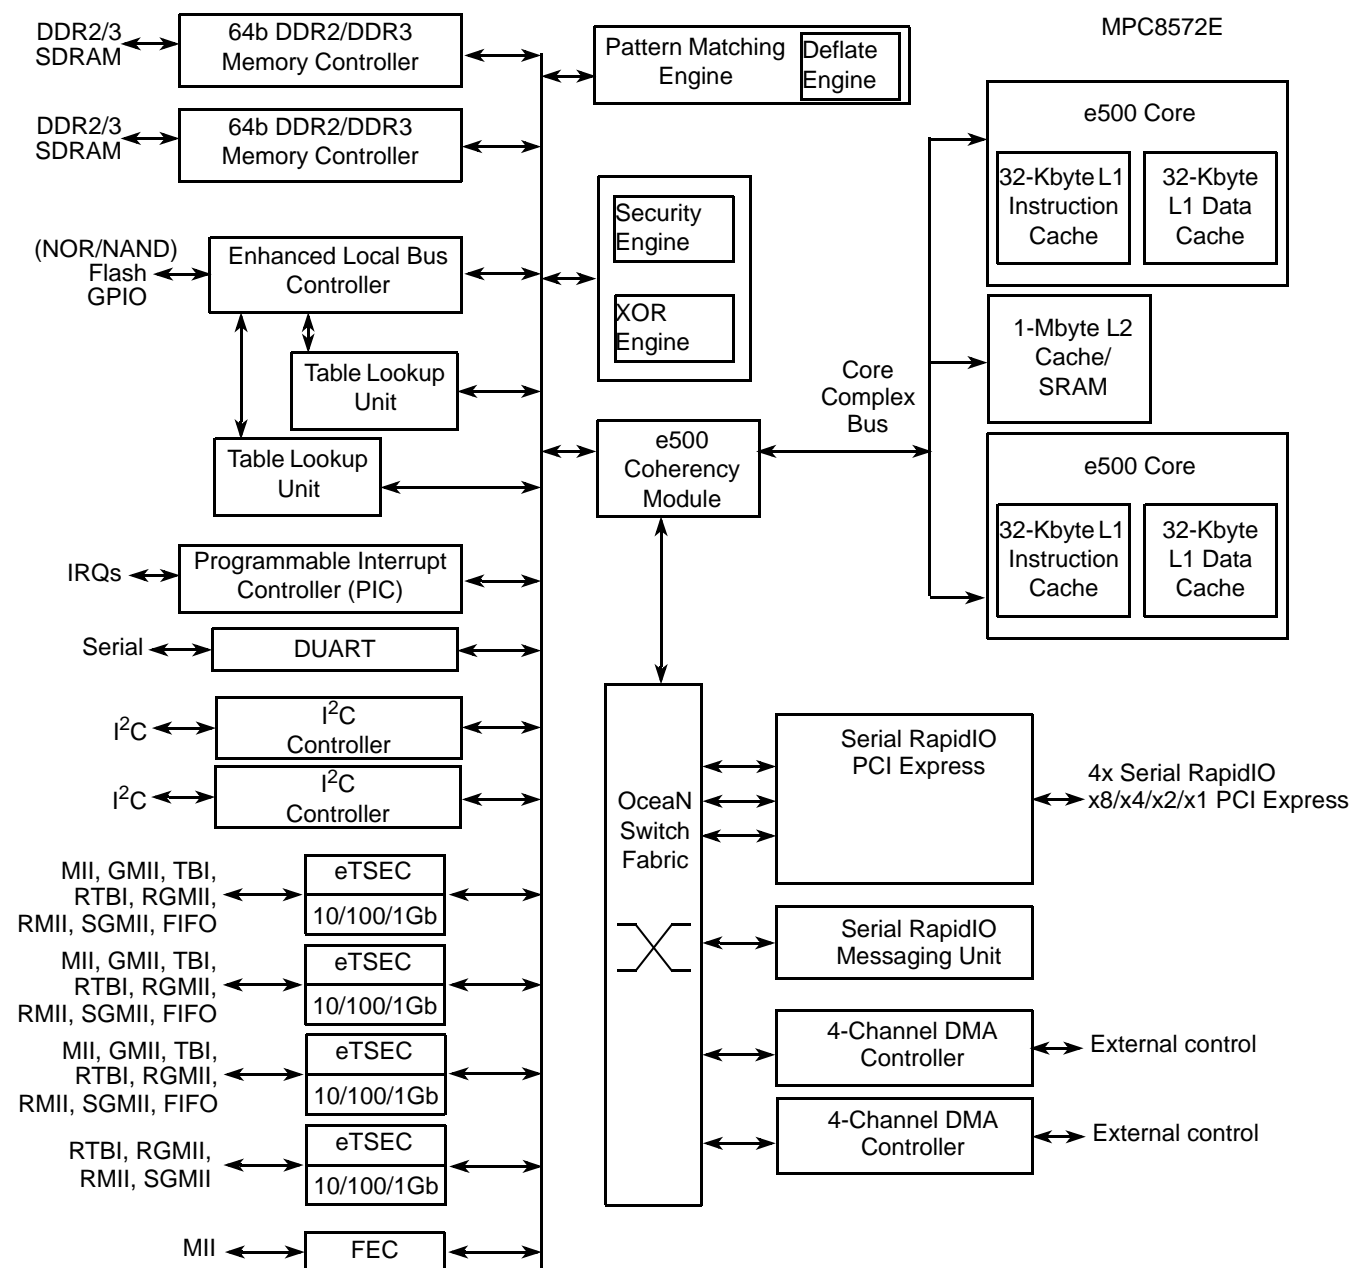 MPC8572E
DDR2/3
SDRAM
64b DDR2/DDR3
Memory Controller
DDR2/3
SDRAM
64b DDR2/DDR3
Memory Controller
(NOR/NAND)
Flash
GPIO
Enhanced Local Bus
Controller
Table Lookup
Unit
Table Lookup
Unit
IRQs
Programmable Interrupt
Controller (PIC)
Serial
DUART
I²C
I²C
Controller
I²C
I²C
Controller
MII, GMII, TBI,
RTBI, RGMII,
RMII, SGMII, FIFO
eTSEC
10/100/1Gb
MII, GMII, TBI,
RTBI, RGMII,
RMII, SGMII, FIFO
eTSEC
10/100/1Gb
MII, GMII, TBI,
RTBI, RGMII,
RMII, SGMII, FIFO
eTSEC
10/100/1Gb
RTBI, RGMII,
RMII, SGMII
eTSEC
10/100/1Gb
MII
FEC
Pattern Matching
Engine
Deflate
Engine
Security
Engine
XOR
Engine
e500
Coherency
Module
Core
Complex
Bus
e500 Core
32-Kbyte L1
Instruction
Cache
32-Kbyte
L1 Data
Cache
1-Mbyte L2
Cache/
SRAM
e500 Core
32-Kbyte L1
Instruction
Cache
32-Kbyte
L1 Data
Cache
OceaN
Switch
Fabric
Serial RapidIO
PCI Express
4x Serial RapidIO
x8/x4/x2/x1 PCI Express
Serial RapidIO
Messaging Unit
4-Channel DMA
Controller
External control
4-Channel DMA
Controller
External control